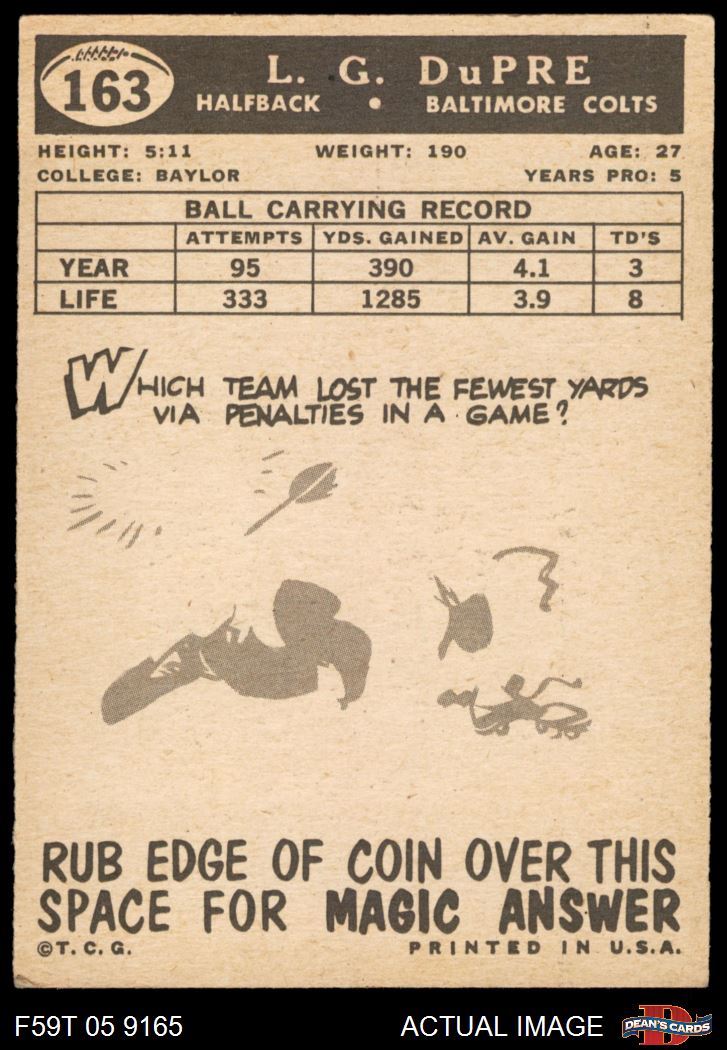 163
L. G. DuPRE
HALFBACK • BALTIMORE COLTS
HEIGHT: 5:11 WEIGHT: 190 AGE: 27
COLLEGE: BAYLOR YEARS PRO: 5
BALL CARRYING RECORD
ATTEMPTS YDS. GAINED AV. GAIN TD'S
YEAR 95 390 4.1 3
LIFE 333 1285 3.9 8
WHICH TEAM LOST THE FEWEST YARDS
VIA PENALTIES IN A GAME?
RUB EDGE OF COIN OVER THIS
SPACE FOR MAGIC ANSWER
©T. C. G. PRINTED IN U.S.A.
F59T 05 9165 ACTUAL IMAGE
D
DEAN'S CARDS